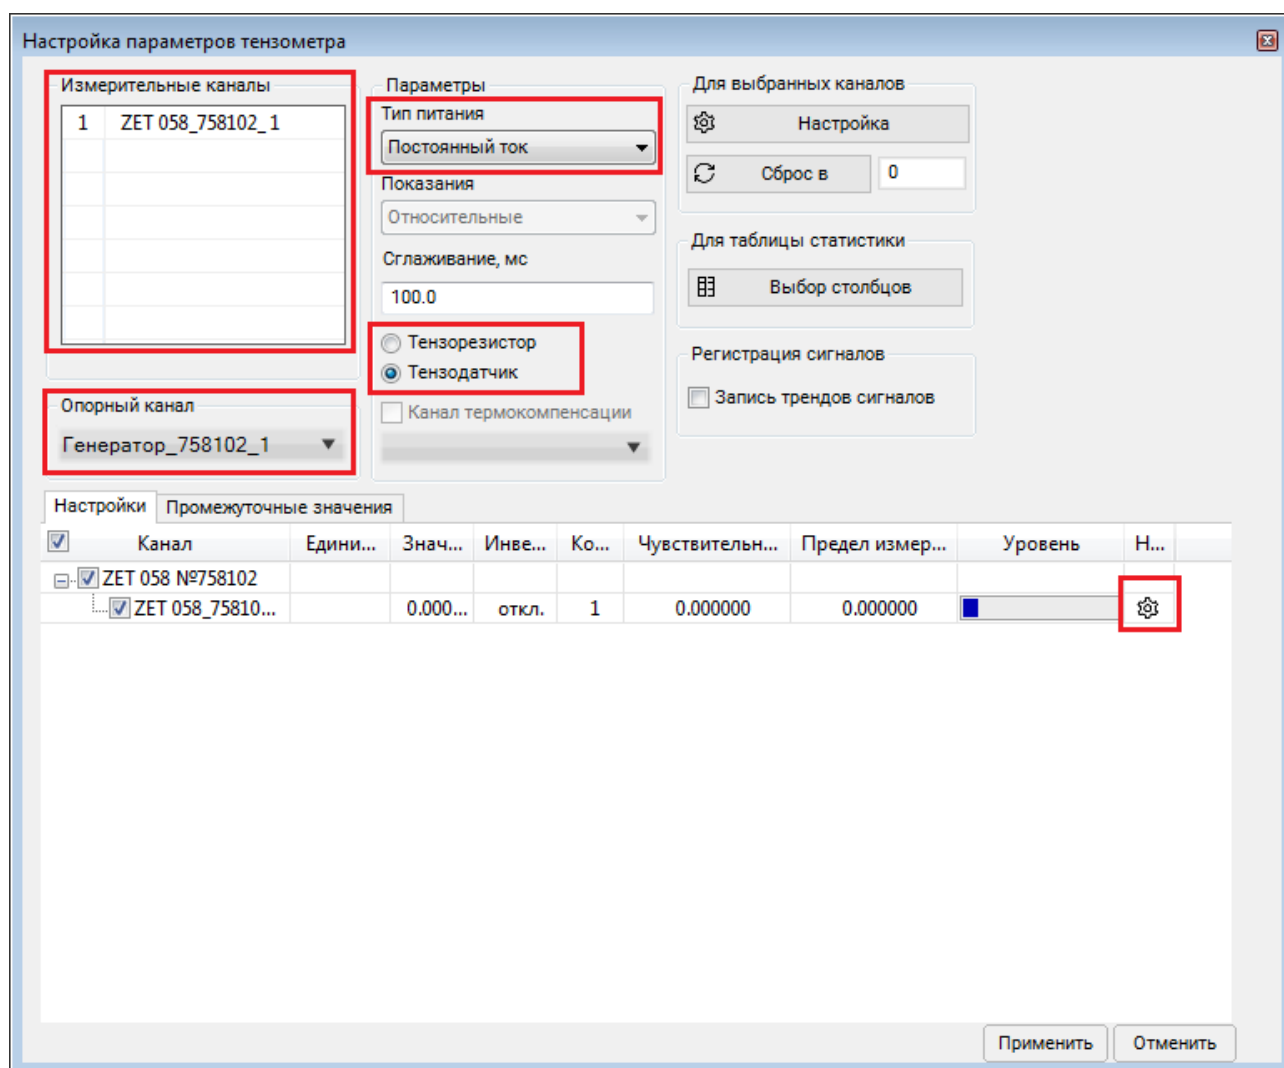 Настройка параметров тензометра
Измерительные каналы
1 ZET 058_758102_ 1
Опорный канал
Генератор_758102_1
Параметры
Тип питания
Постоянный ток
Показания
Относительные
Сглаживание, мс
100.0
Тензорезистор
Тензодатчик
Канал термокомпенсации
Для выбранных каналов
Настройка
Сброс в 0
Для таблицы статистики
Выбор столбцов
Регистрация сигналов
Запись трендов сигналов
Настройки Промежуточные значения
Канал Едини... Знач... Инве... Ко... Чувствительн... Предел измер... Уровень Н...
ZET 058 №758102
ZET 058_75810... 0.000... откл. 1 0.000000 0.000000
Применить Отменить